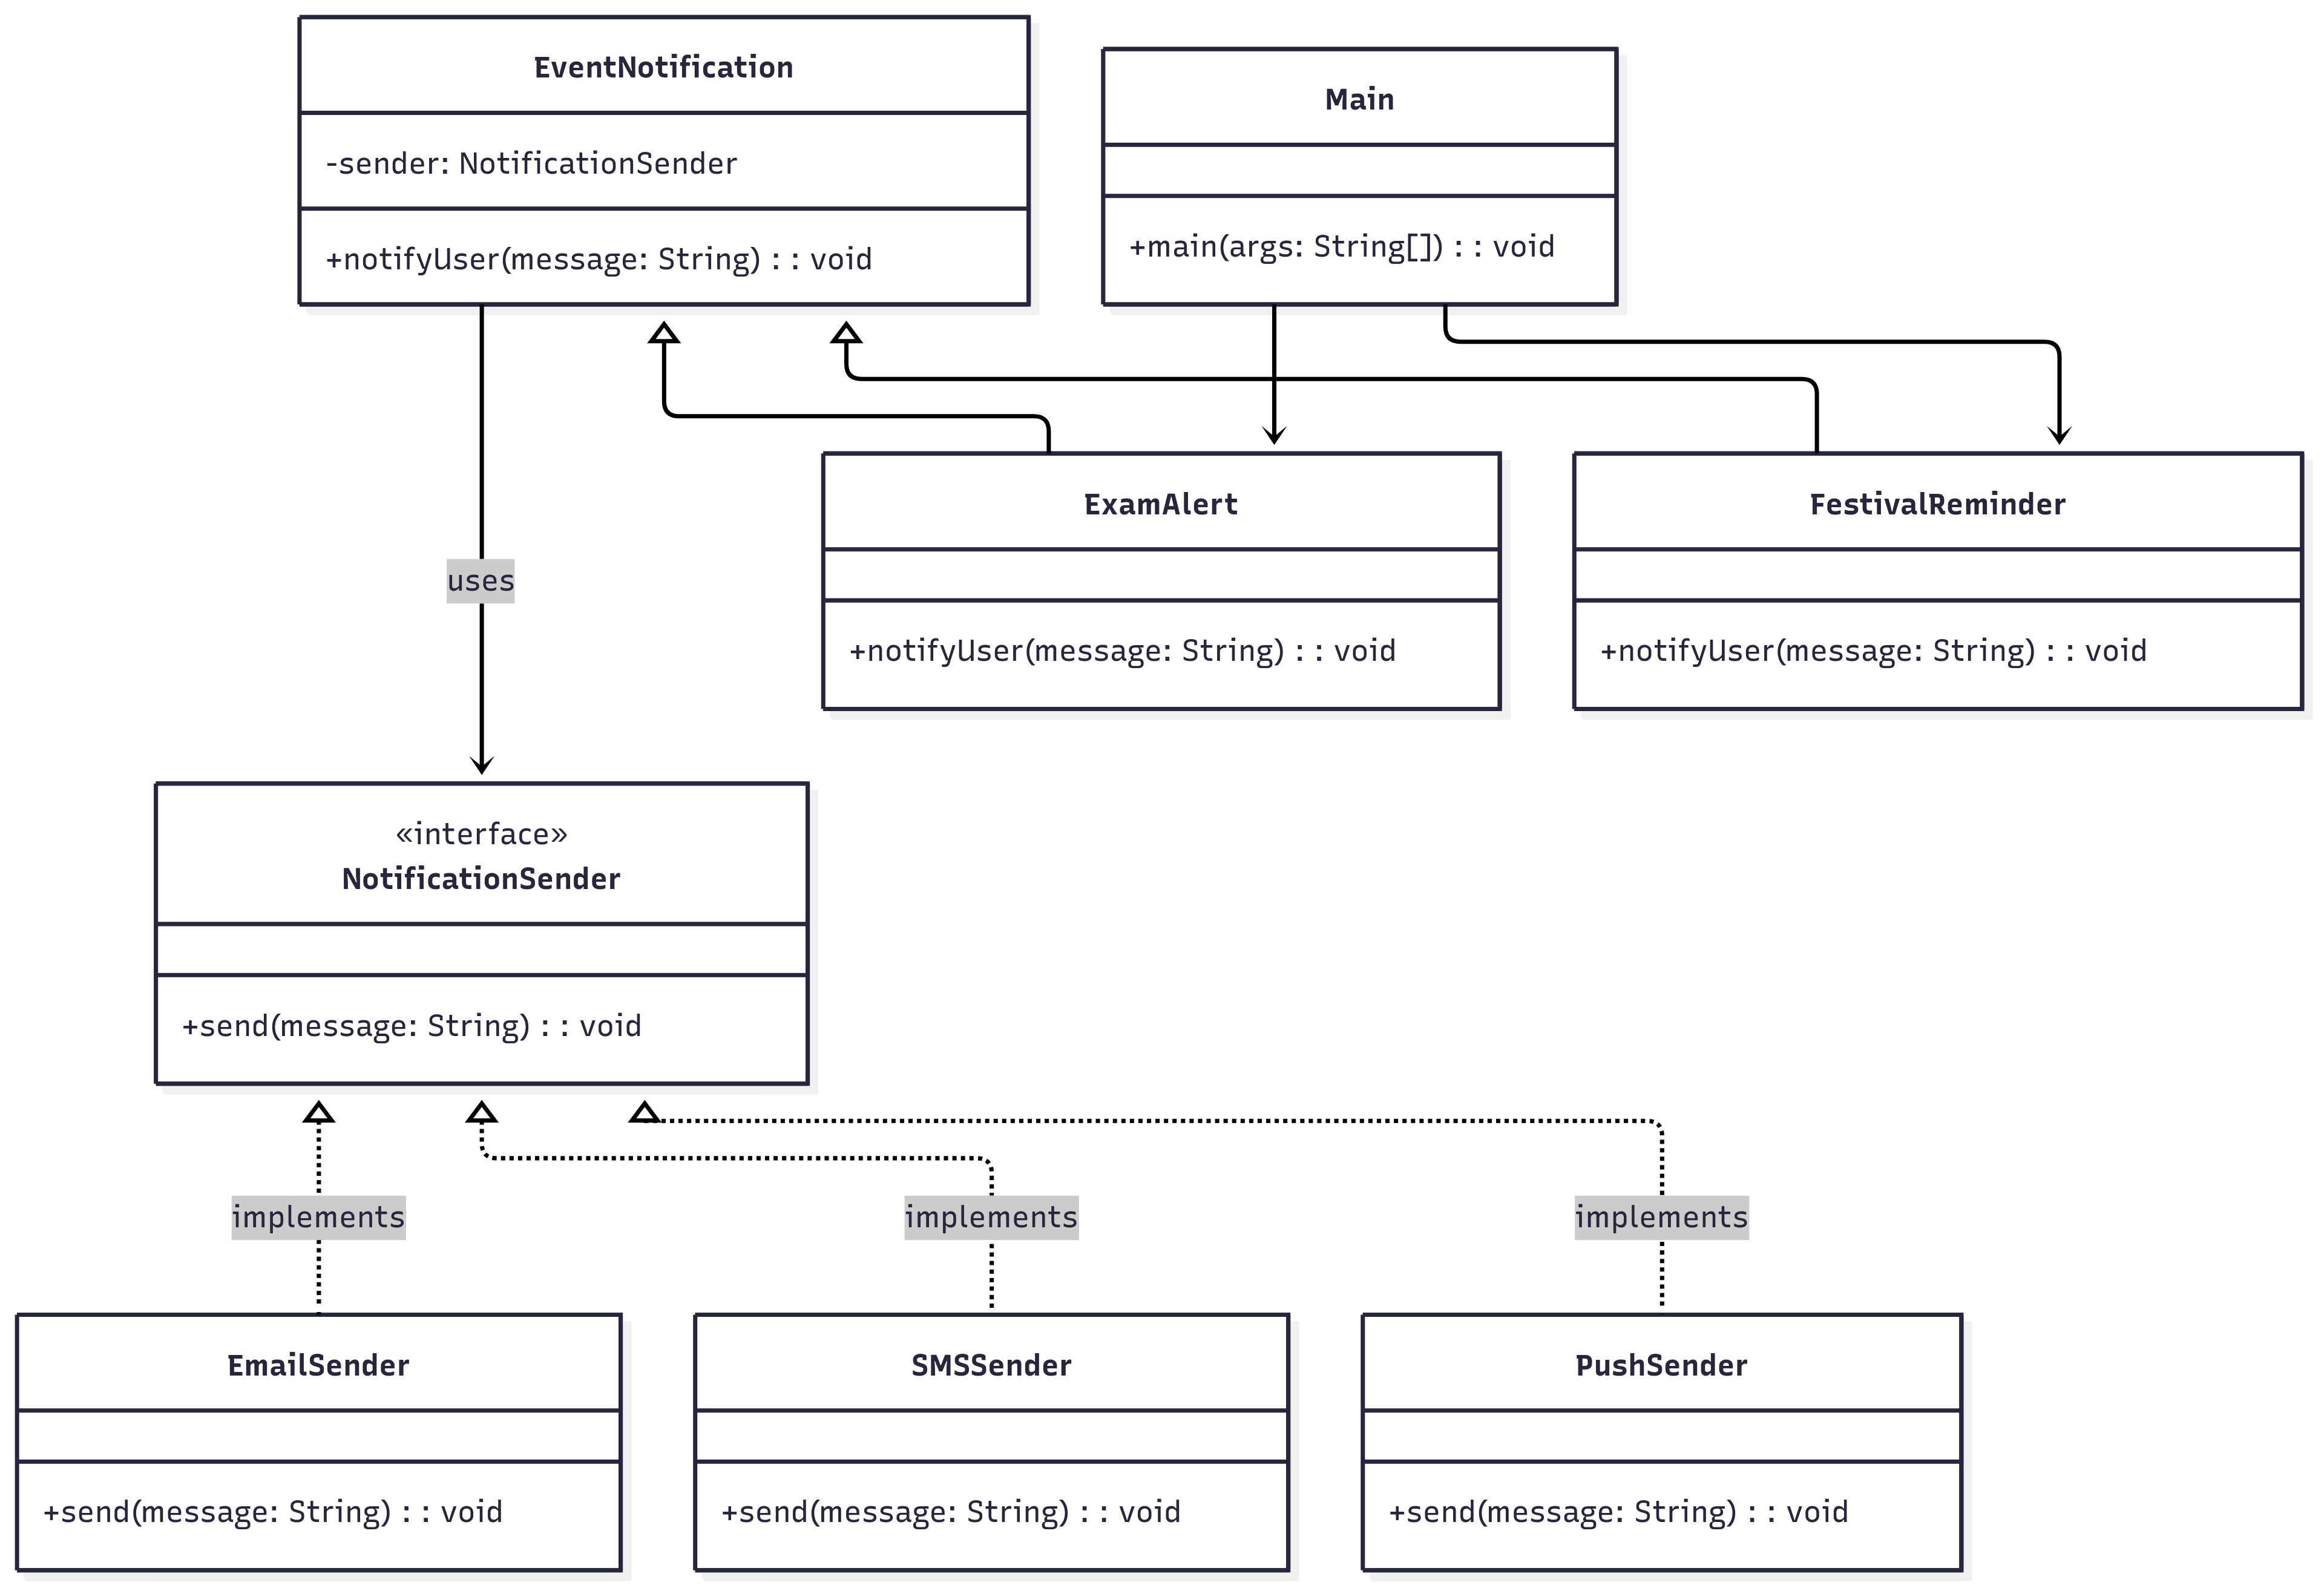 EventNotification
-sender: NotificationSender
+notifyUser(message: String) : : void
Main
+main(args: String[]) : : void
uses
ExamAlert
+notifyUser(message: String) : : void
FestivalReminder
+notifyUser(message: String) : : void
«interface»
NotificationSender
+send(message: String) : : void
implements
implements
implements
EmailSender
+send(message: String) : : void
SMSSender
+send(message: String) : : void
PushSender
+send(message: String) : : void